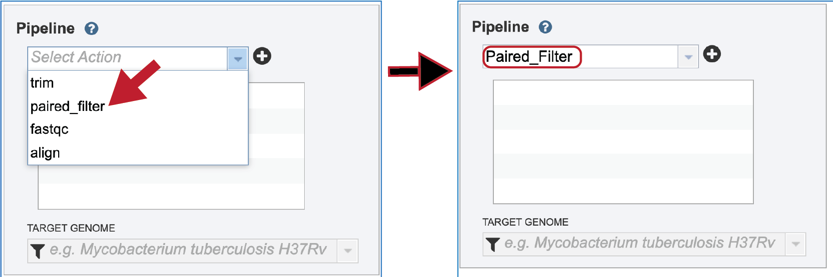 Pipeline ?
Select Action
trim
paired_filter
fastqc
align
TARGET GENOME
e.g. Mycobacterium tuberculosis H37Rv
Pipeline ?
Paired_Filter
TARGET GENOME
e.g. Mycobacterium tuberculosis H37Rv